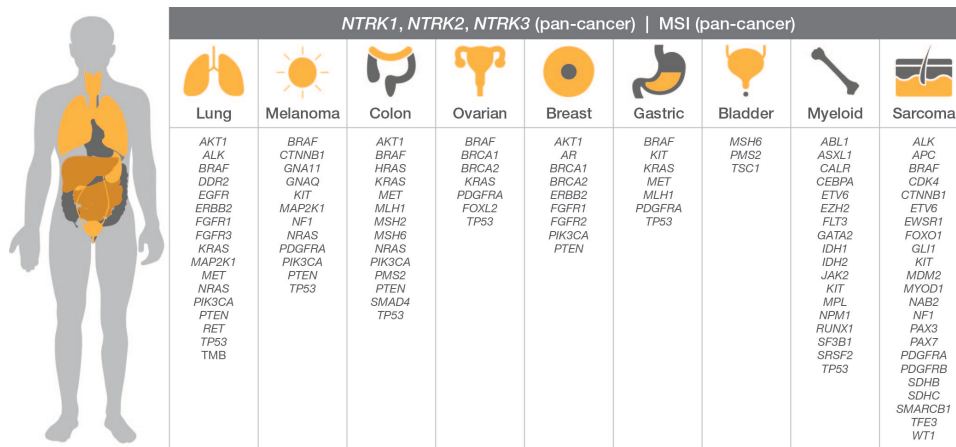 NTRK1, NTRK2, NTRK3 (pan-cancer) | MSI (pan-cancer)
Lung
AKT1
ALK
BRAF
DDR2
EGFR
ERBB2
FGFR1
FGFR3
KRAS
MAP2K1
MET
NRAS
PIK3CA
PTEN
RET
TP53
TMB
Melanoma
BRAF
CTNNB1
GNA11
GNAQ
KIT
MAP2K1
NF1
NRAS
PDGFRA
PIK3CA
PTEN
TP53
Colon
AKT1
BRAF
HRAS
KRAS
MET
MLH1
MSH2
MSH6
NRAS
PIK3CA
PMS2
PTEN
SMAD4
TP53
Ovarian
BRAF
BRCA1
BRCA2
KRAS
PDGFRA
FOXL2
TP53
Breast
AKT1
AR
BRCA1
BRCA2
ERBB2
FGFR1
FGFR2
PIK3CA
PTEN
Gastric
BRAF
KIT
KRAS
MET
MLH1
PDGFRA
TP53
Bladder
MSH6
PMS2
TSC1
Myeloid
ABL1
ASXL1
CALR
CEBPA
ETV6
EZH2
FLT3
GATA2
IDH1
IDH2
JAK2
KIT
MPL
NPM1
RUNX1
SF3B1
SRSF2
TP53
Sarcoma
ALK
APC
BRAF
CDK4
CTNNB1
ETV6
EWSR1
FOXO1
GLI1
KIT
MDM2
MYOD1
NAB2
NF1
PAX3
PAX7
PDGFRA
PDGFRB
SDHB
SDHC
SMARCB1
TFE3
WT1